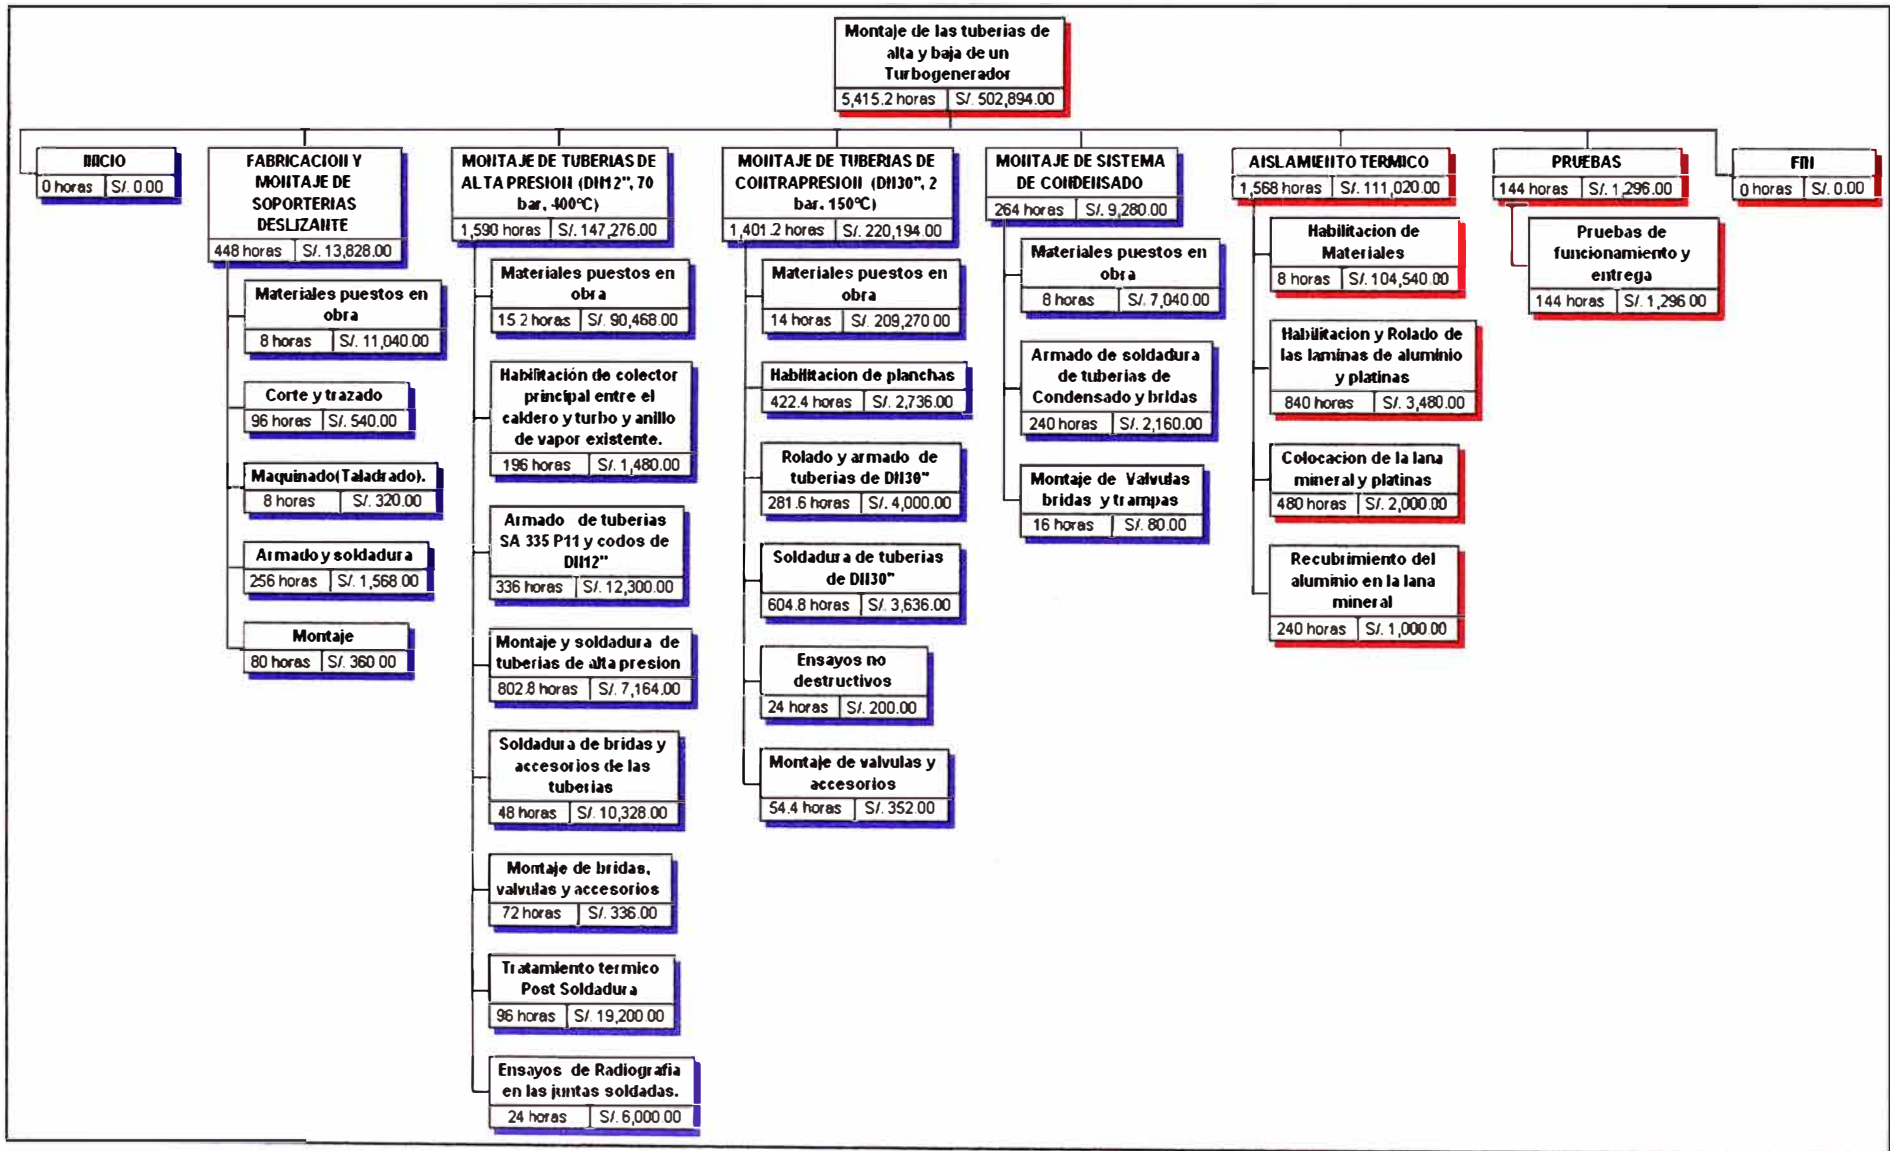 Montaje de las tuberias de
alta y baja de un
Turbogenerador
5,415.2 horas S/. 502,894.00
INICIO
0 horas S/. 0.00
FABRICACION Y
MONTAJE DE
SOPORTERIAS
DESLIZANTE
448 horas S/. 13,828.00
Materiales puestos en
obra
8 horas S/. 11,040.00
Corte y trazado
96 horas S/. 540.00
Maquinado(Taladrado).
8 horas S/. 320.00
Armado y soldadura
256 horas S/. 1,568.00
Montaje
80 horas S/. 360.00
MONTAJE DE TUBERIAS DE
ALTA PRESION (DN12", 70
bar, 400ºC)
1,590 horas S/. 147,276.00
Materiales puestos en
obra
15.2 horas S/. 90,468.00
Habilitación de colector
principal entre el
caldero y turbo y anillo
de vapor existente.
196 horas S/. 1,480.00
Armado de tuberias
SA 335 P11 y codos de
DN12"
336 horas S/. 12,300.00
Montaje y soldadura de
tuberias de alta presion
802.8 horas S/. 7,164.00
Soldadura de bridas y
accesorios de las
tuberias
48 horas S/. 10,328.00
Montaje de bridas,
valvulas y accesorios
72 horas S/. 336.00
Tratamiento termico
Post Soldadura
96 horas S/. 19,200.00
Ensayos de Radiografia
en las juntas soldadas.
24 horas S/. 6,000.00
MONTAJE DE TUBERIAS DE
CONTRAPRESION (DN30", 2
bar, 150ºC)
1,401.2 horas S/. 220,194.00
Materiales puestos en
obra
14 horas S/. 209,270.00
Habilitacion de planchas
422.4 horas S/. 2,736.00
Rolado y armado de
tuberias de DN30"
281.6 horas S/. 4,000.00
Soldadura de tuberias
de DN30"
604.8 horas S/. 3,636.00
Ensayos no
destructivos
24 horas S/. 200.00
Montaje de valvulas y
accesorios
54.4 horas S/. 352.00
MONTAJE DE SISTEMA
DE CONDENSADO
264 horas S/. 9,280.00
Materiales puestos en
obra
8 horas S/. 7,040.00
Armado de soldadura
de tuberias de
Condensado y bridas
240 horas S/. 2,160.00
Montaje de Valvulas
bridas y trampas
16 horas S/. 80.00
AISLAMIENTO TERMICO
1,568 horas S/. 111,020.00
Habilitacion de
Materiales
8 horas S/. 104,540.00
Habilitacion y Rolado de
las laminas de aluminio
y platinas
840 horas S/. 3,480.00
Colocacion de la lana
mineral y platinas
480 horas S/. 2,000.00
Recubrimiento del
aluminio en la lana
mineral
240 horas S/. 1,000.00
PRUEBAS
144 horas S/. 1,296.00
Pruebas de
funcionamiento y
entrega
144 horas S/. 1,296.00
FIN
0 horas S/. 0.00